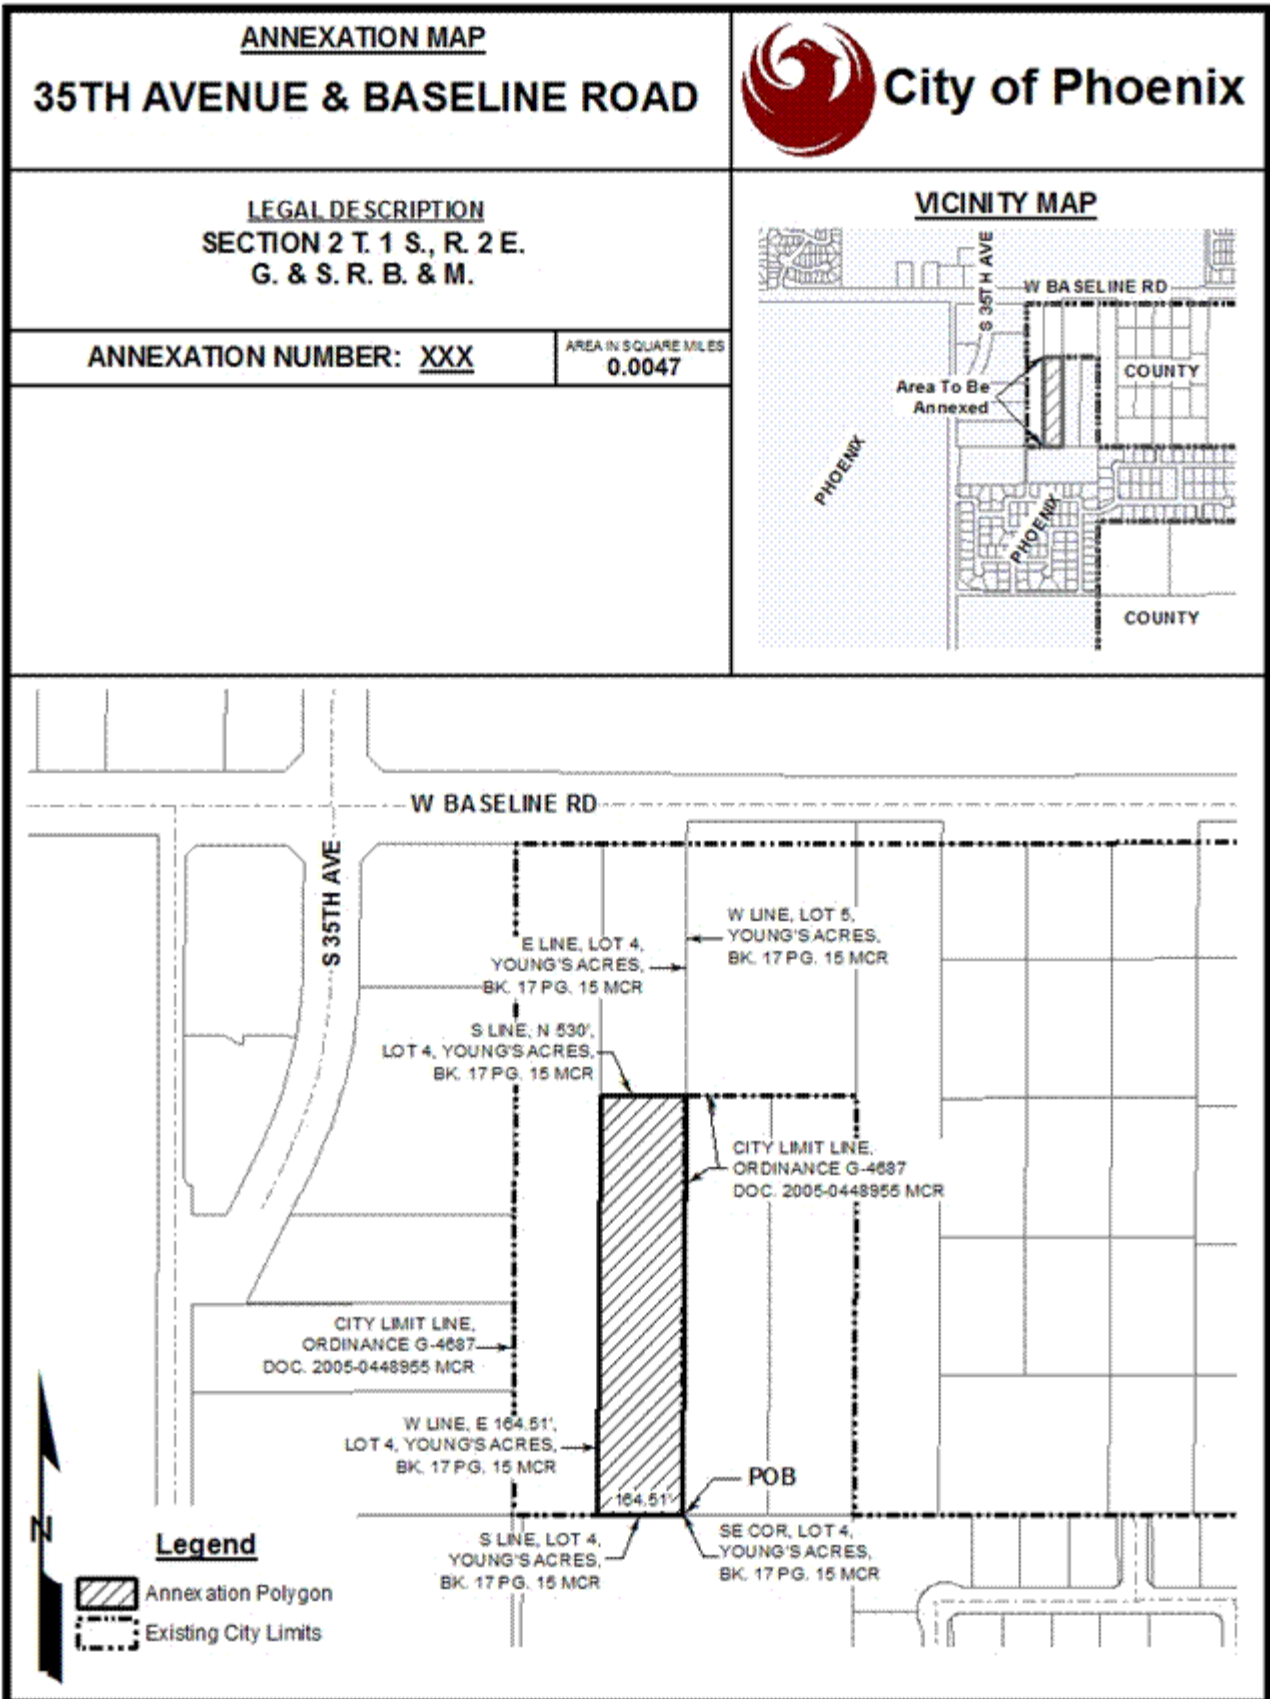 ANNEXATION MAP
35TH AVENUE & BASELINE ROAD
City of Phoenix
LEGAL DESCRIPTION
SECTION 2 T. 1 S., R. 2 E.
G. & S. R. B. & M.
ANNEXATION NUMBER: XXX
AREA IN SQUARE MILES
0.0047
VICINITY MAP
S 35TH AVE
W BASELINE RD
COUNTY
Area To Be
Annexed
PHOENIX
PHOENIX
COUNTY
W BASELINE RD
S 35TH AVE
W LINE, LOT 5,
YOUNG'S ACRES,
BK. 17 PG. 15 MCR
E LINE, LOT 4,
YOUNG'S ACRES,
BK. 17 PG. 15 MCR
S LINE, N 530',
LOT 4, YOUNG'S ACRES,
BK. 17 PG. 15 MCR
CITY LIMIT LINE,
ORDINANCE G-4687
DOC. 2005-0448955 MCR
CITY LIMIT LINE,
ORDINANCE G-4687
DOC. 2005-0448955 MCR
W LINE, E 164.51',
LOT 4, YOUNG'S ACRES,
BK. 17 PG. 15 MCR
POB
164.51'
S LINE, LOT 4,
YOUNG'S ACRES,
BK. 17 PG. 15 MCR
SE COR, LOT 4,
YOUNG'S ACRES,
BK. 17 PG. 15 MCR
N
Legend
Annexation Polygon
Existing City Limits